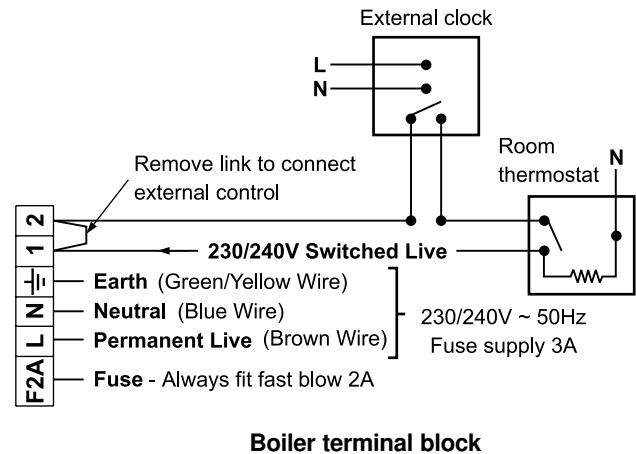 External clock
L
N
Room
thermostat
N
Remove link to connect
external control
2
1
230/240V Switched Live
Earth (Green/Yellow Wire)
N
Neutral (Blue Wire)
L
Permanent Live (Brown Wire)
230/240V ~ 50Hz
Fuse supply 3A
F2A
Fuse - Always fit fast blow 2A
Boiler terminal block